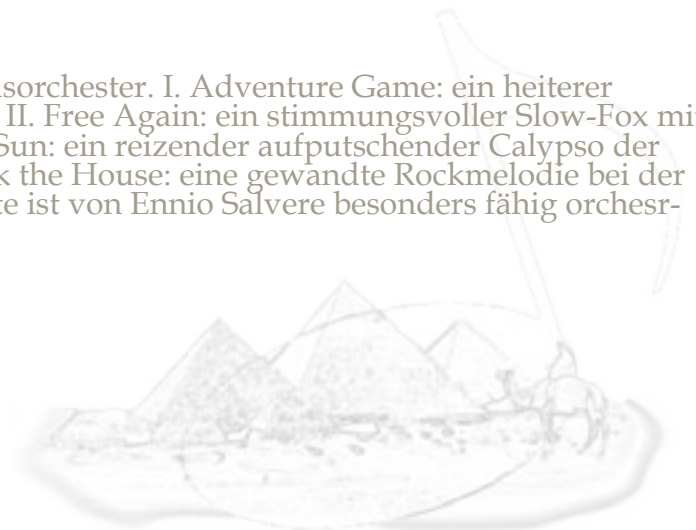 sorchester. I. Adventure Game: ein heiterer
II. Free Again: ein stimmungsvoller Slow-Fox mi
Sun: ein reizender aufputschender Calypso der
k the House: eine gewandte Rockmelodie bei der
te ist von Ennio Salvere besonders fähig orchesr-